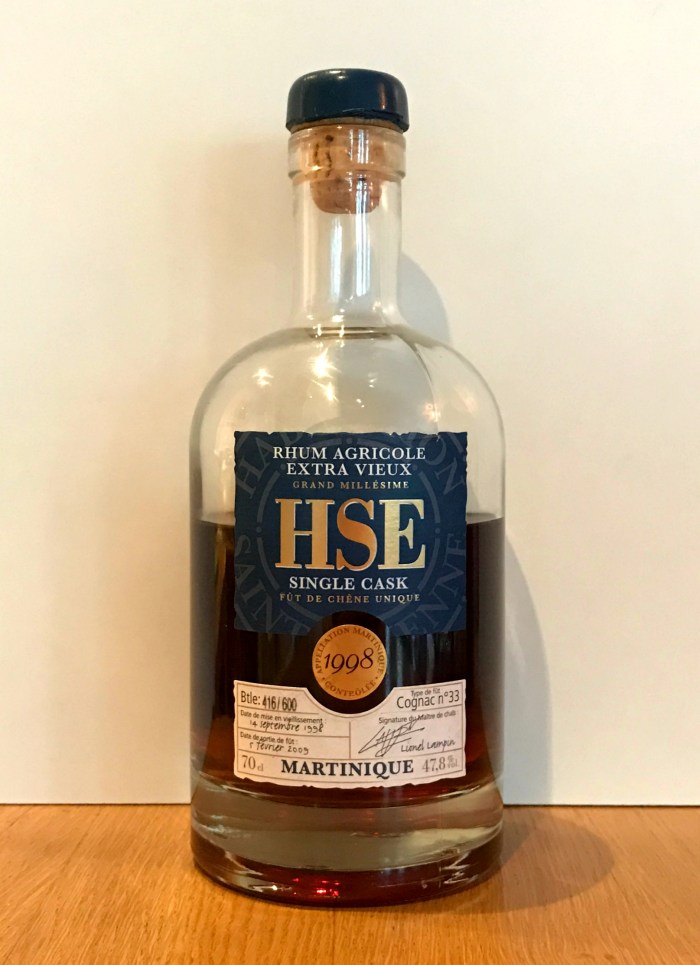 RHUM AGRICOLE
EXTRA VIEUX
GRAND MILLÉSIME
HSE
SINGLE CASK
FÛT DE CHÊNE UNIQUE
APPELLATION MARTINIQUE
1998
CONTRÔLÉE
Btle: 416/600
Date de mise en vieillissement :
14 septembre 1998
Date de sortie de fût :
5 février 2009
Type de fût
Cognac n°33
Signature du Maître de chai :
Lionel Lampin
70 cl
MARTINIQUE
47,8% vol.